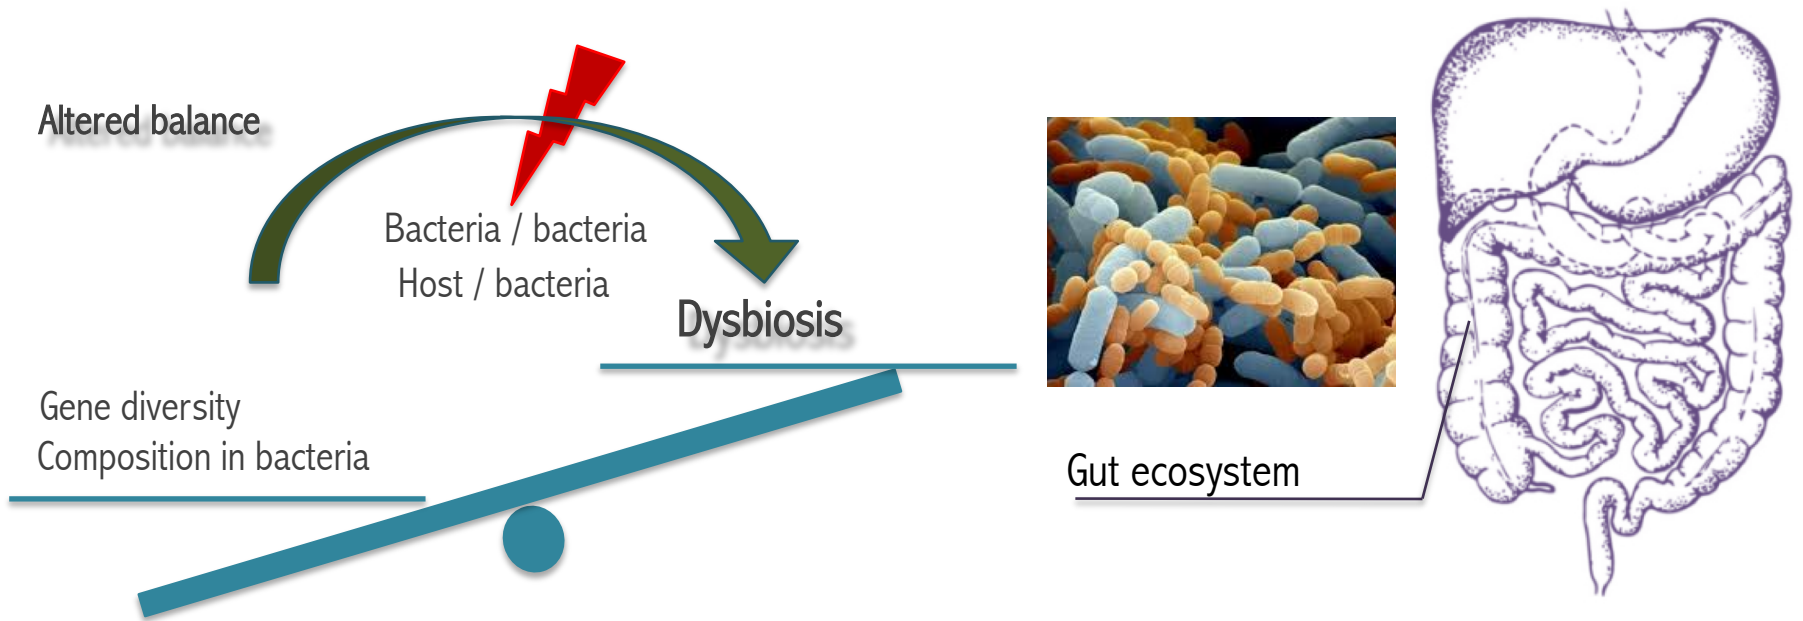 Altered balance
Bacteria / bacteria
Host / bacteria
Dysbiosis
Gene diversity
Composition in bacteria
Gut ecosystem